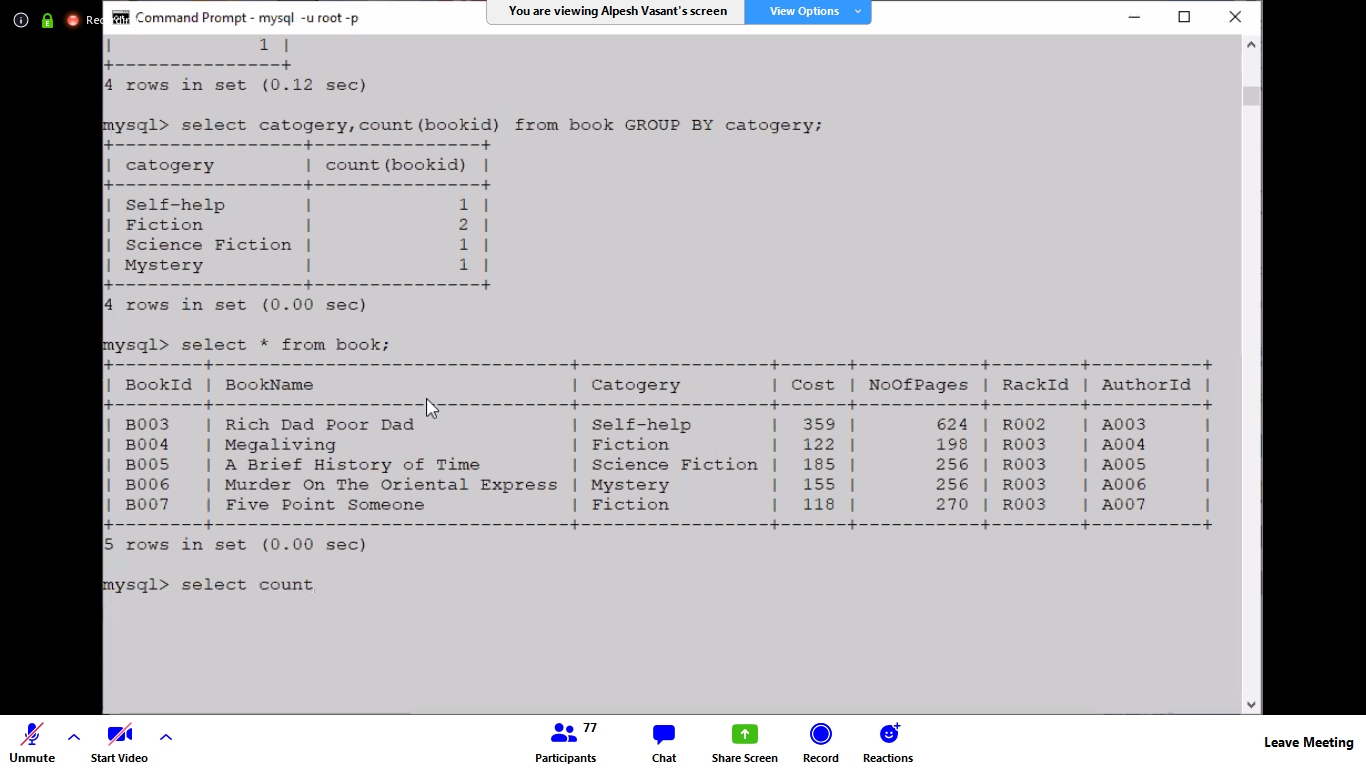 Command Prompt - mysql -u root -p
You are viewing Alpesh Vasant's screen
View Options
| 1 |
+---------------+
4 rows in set (0.12 sec)
mysql> select catogery,count(bookid) from book GROUP BY catogery;
+-----------------+---------------+
| catogery | count(bookid) |
+-----------------+---------------+
| Self-help | 1 |
| Fiction | 2 |
| Science Fiction | 1 |
| Mystery | 1 |
+-----------------+---------------+
4 rows in set (0.00 sec)
mysql> select * from book;
+--------+--------------------------------+-----------------+------+-----------+--------+----------+
| BookId | BookName | Catogery | Cost | NoOfPages | RackId | AuthorId |
+--------+--------------------------------+-----------------+------+-----------+--------+----------+
| B003 | Rich Dad Poor Dad | Self-help | 359 | 624 | R002 | A003 |
| B004 | Megaliving | Fiction | 122 | 198 | R003 | A004 |
| B005 | A Brief History of Time | Science Fiction | 185 | 256 | R003 | A005 |
| B006 | Murder On The Oriental Express | Mystery | 155 | 256 | R003 | A006 |
| B007 | Five Point Someone | Fiction | 118 | 270 | R003 | A007 |
+--------+--------------------------------+-----------------+------+-----------+--------+----------+
5 rows in set (0.00 sec)
mysql> select count
Unmute
Start Video
Participants 77
Chat
Share Screen
Record
Reactions
Leave Meeting